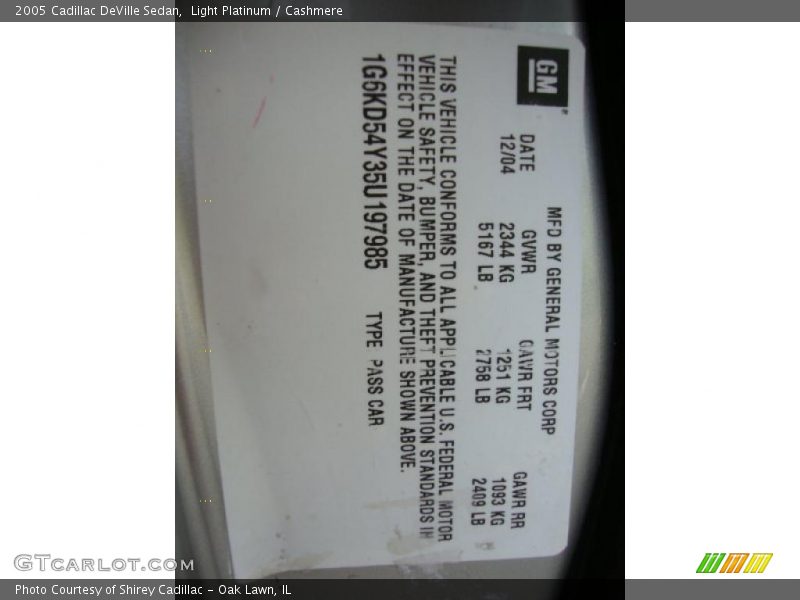 2005 Cadillac DeVille Sedan,  Light Platinum / Cashmere
GM
MFD BY GENERAL MOTORS CORP
DATE GVWR GAWR FRT GAWR RR
12/04 2344 KG 1251 KG 1093 KG
5167 LB 2758 LB 2409 LB
THIS VEHICLE CONFORMS TO ALL APPLICABLE U.S. FEDERAL MOTOR
VEHICLE SAFETY, BUMPER, AND THEFT PREVENTION STANDARDS IN
EFFECT ON THE DATE OF MANUFACTURE SHOWN ABOVE.
1G6KD54Y35U197985 TYPE PASS CAR
GTCarLot.com
Photo Courtesy of Shirey Cadillac - Oak Lawn, IL